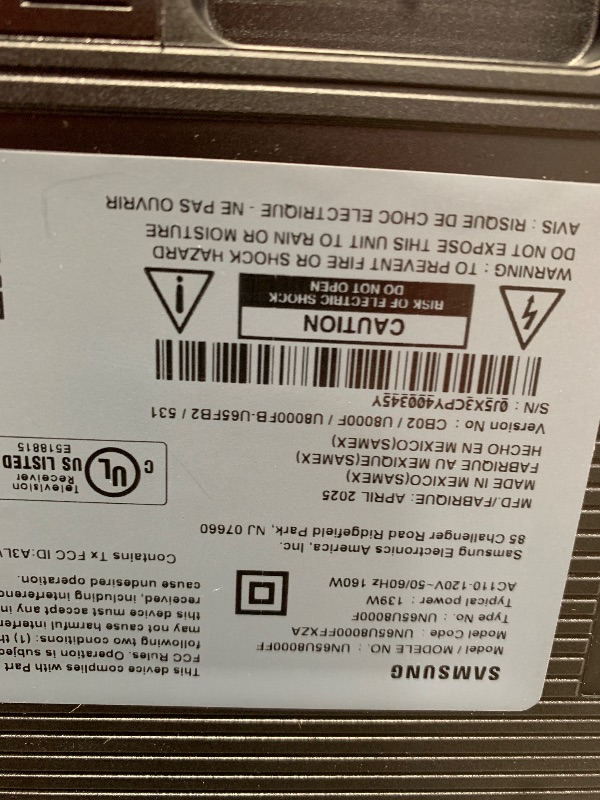 SAMSUNG
Model / MODELE NO. : UN65U8000FF
Model Code : UN65U8000FFXZA
Type No. : UN65U8000F
Typical power : 139W
AC110-120V~50/60Hz 160W
This device complies with Part
FCC Rules. Operation is subject
following two conditions: (1) th
may not cause harmful interfer
this device must accept any in
received, including interferenc
cause undesired operation.
Samsung Electronics America, Inc.
85 Challenger Road Ridgefield Park, NJ 07660
Contains Tx FCC ID:A3L
MFD./FABRIQUE: APRIL 2025
MADE IN MEXICO(SAMEX)
FABRIQUE AU MEXIQUE(SAMEX)
HECHO EN MEXICO(SAMEX)
Version No : CB02 / U8000F / U8000FB-U65FB2 / 531
C UL US LISTED
Television
Receiver
E518815
S/N : 0J5X3CPY400345Y
CAUTION
RISK OF ELECTRIC SHOCK
DO NOT OPEN
WARNING : TO PREVENT FIRE OR SHOCK HAZARD
DO NOT EXPOSE THIS UNIT TO RAIN OR MOISTURE
AVIS : RISQUE DE CHOC ELECTRIQUE - NE PAS OUVRIR